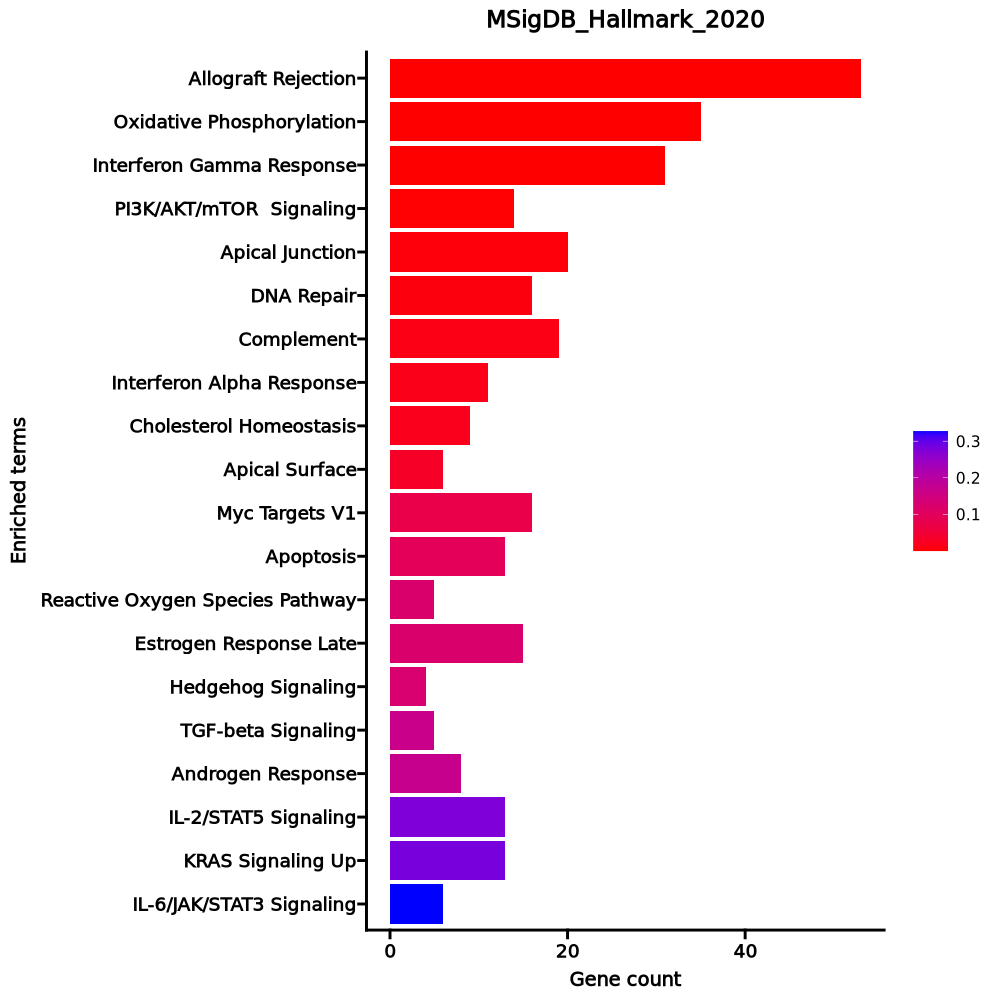 MSigDB_Hallmark_2020
Allograft Rejection
Oxidative Phosphorylation
Interferon Gamma Response
PI3K/AKT/mTOR  Signaling
Apical Junction
DNA Repair
Complement
Interferon Alpha Response
Cholesterol Homeostasis
Apical Surface
Myc Targets V1
Apoptosis
Reactive Oxygen Species Pathway
Estrogen Response Late
Hedgehog Signaling
TGF-beta Signaling
Androgen Response
IL-2/STAT5 Signaling
KRAS Signaling Up
IL-6/JAK/STAT3 Signaling
Enriched terms
0 20 40
Gene count
0.3
0.2
0.1